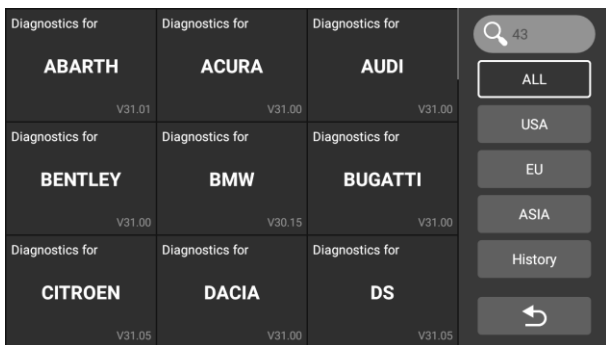 Diagnostics for
ABARTH
V31.01
Diagnostics for
ACURA
V31.00
Diagnostics for
AUDI
V31.00
Diagnostics for
BENTLEY
V31.00
Diagnostics for
BMW
V30.15
Diagnostics for
BUGATTI
V31.00
Diagnostics for
CITROEN
V31.05
Diagnostics for
DACIA
V31.00
Diagnostics for
DS
V31.05
43
ALL
USA
EU
ASIA
History